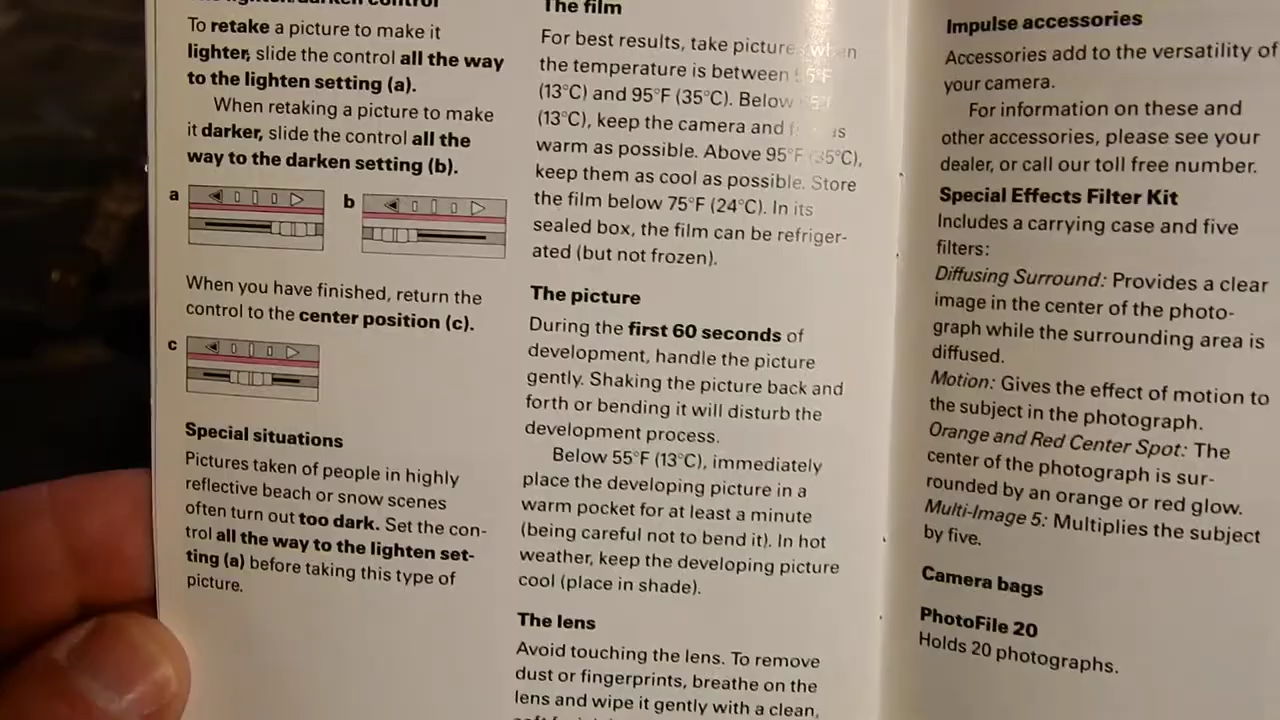 To retake a picture to make it
lighter, slide the control all the way
to the lighten setting (a).
When retaking a picture to make
it darker, slide the control all the
way to the darken setting (b).
a
b
When you have finished, return the
control to the center position (c).
c
Special situations
Pictures taken of people in highly
reflective beach or snow scenes
often turn out too dark. Set the con-
trol all the way to the lighten set-
ting (a) before taking this type of
picture.
The film
For best results, take pictures when
the temperature is between 55°F
(13°C) and 95°F (35°C). Below 55°F
(13°C), keep the camera and as
warm as possible. Above 95°F (35°C),
keep them as cool as possible. Store
the film below 75°F (24°C). In its
sealed box, the film can be refriger-
ated (but not frozen).
The picture
During the first 60 seconds of
development, handle the picture
gently. Shaking the picture back and
forth or bending it will disturb the
development process.
Below 55°F (13°C), immediately
place the developing picture in a
warm pocket for at least a minute
(being careful not to bend it). In hot
weather, keep the developing picture
cool (place in shade).
The lens
Avoid touching the lens. To remove
dust or fingerprints, breathe on the
lens and wipe it gently with a clean,
Impulse accessories
Accessories add to the versatility of
your camera.
For information on these and
other accessories, please see your
dealer, or call our toll free number.
Special Effects Filter Kit
Includes a carrying case and five
filters:
Diffusing Surround: Provides a clear
image in the center of the photo-
graph while the surrounding area is
diffused.
Motion: Gives the effect of motion to
the subject in the photograph.
Orange and Red Center Spot: The
center of the photograph is sur-
rounded by an orange or red glow.
Multi-Image 5: Multiplies the subject
by five.
Camera bags
PhotoFile 20
Holds 20 photographs.